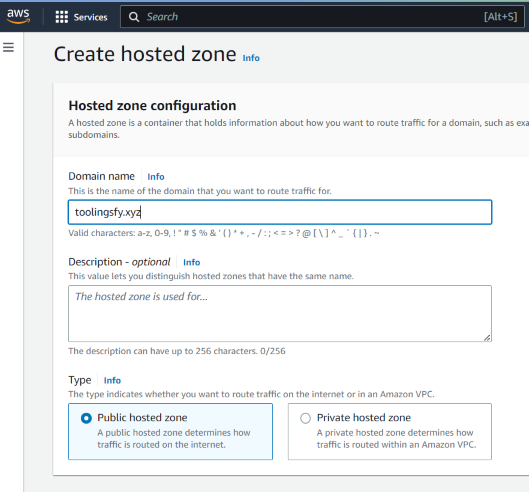 aws
Services
Search
[Alt+S]
Create hosted zone Info
Hosted zone configuration
A hosted zone is a container that holds information about how you want to route traffic for a domain, such as exa
subdomains.
Domain name Info
This is the name of the domain that you want to route traffic for.
toolingsfy.xyz
Valid characters: a-z, 0-9, ! " # $ % & ' ( ) * + , - / : ; < = > ? @ [ \ ] ^ _ ` { | } . ~
Description - optional Info
This value lets you distinguish hosted zones that have the same name.
The hosted zone is used for...
The description can have up to 256 characters. 0/256
Type Info
The type indicates whether you want to route traffic on the internet or in an Amazon VPC.
Public hosted zone
A public hosted zone determines how
traffic is routed on the internet.
Private hosted zone
A private hosted zone determines how
traffic is routed within an Amazon VPC.